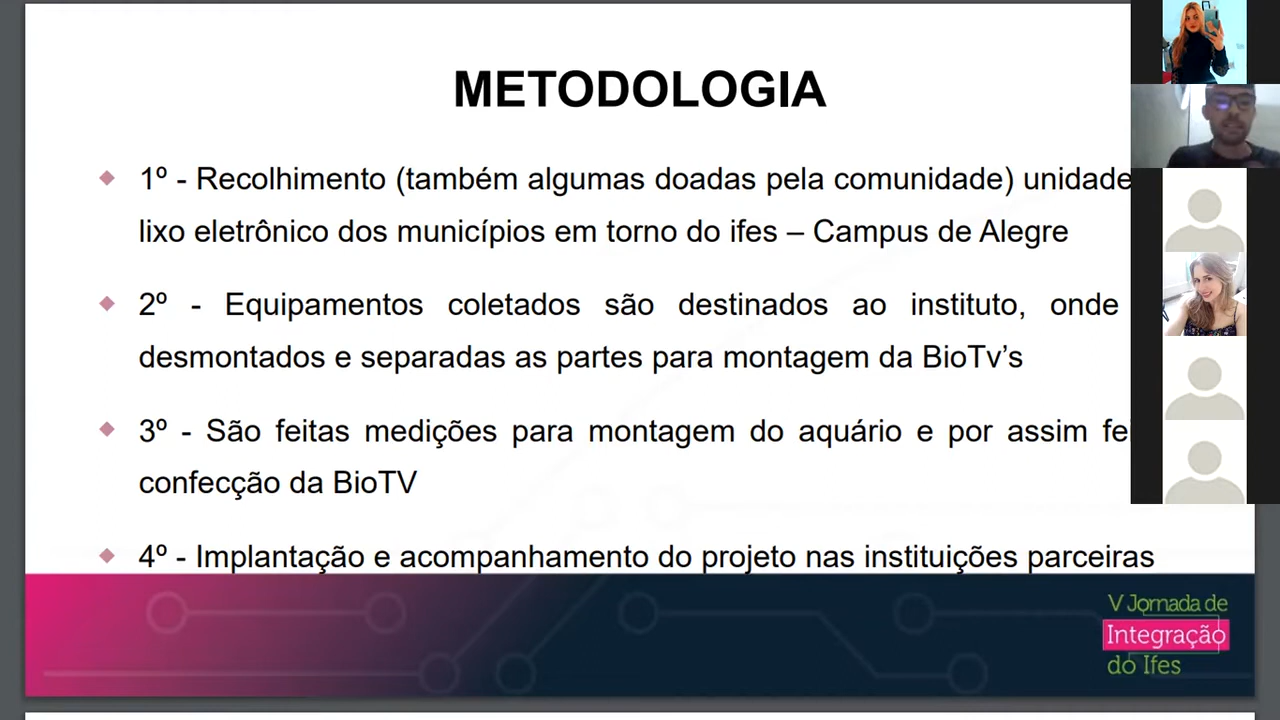 METODOLOGIA
1º - Recolhimento (também algumas doadas pela comunidade) unidade
lixo eletrônico dos municípios em torno do ifes – Campus de Alegre
2º - Equipamentos coletados são destinados ao instituto, onde
desmontados e separadas as partes para montagem da BioTv’s
3º - São feitas medições para montagem do aquário e por assim
confecção da BioTV
4º - Implantação e acompanhamento do projeto nas instituições parceiras
V Jornada de
Integração
do Ifes